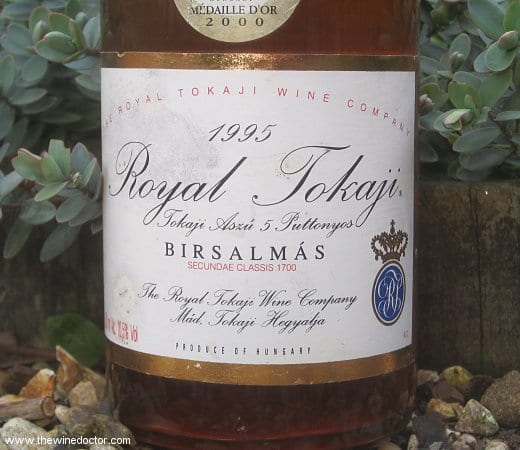 MÉDAILLE D'OR
2000
ROYAL TOKAJI WINE COMPANY
1995
Royal Tokaji
Tokaji Aszú 5 Puttonyos
BIRSALMÁS
SECUNDAE CLASSIS 1700
The Royal Tokaji Wine Company
Mád, Tokaji Hegyalja
PRODUCE OF HUNGARY
www.thewinedoctor.com